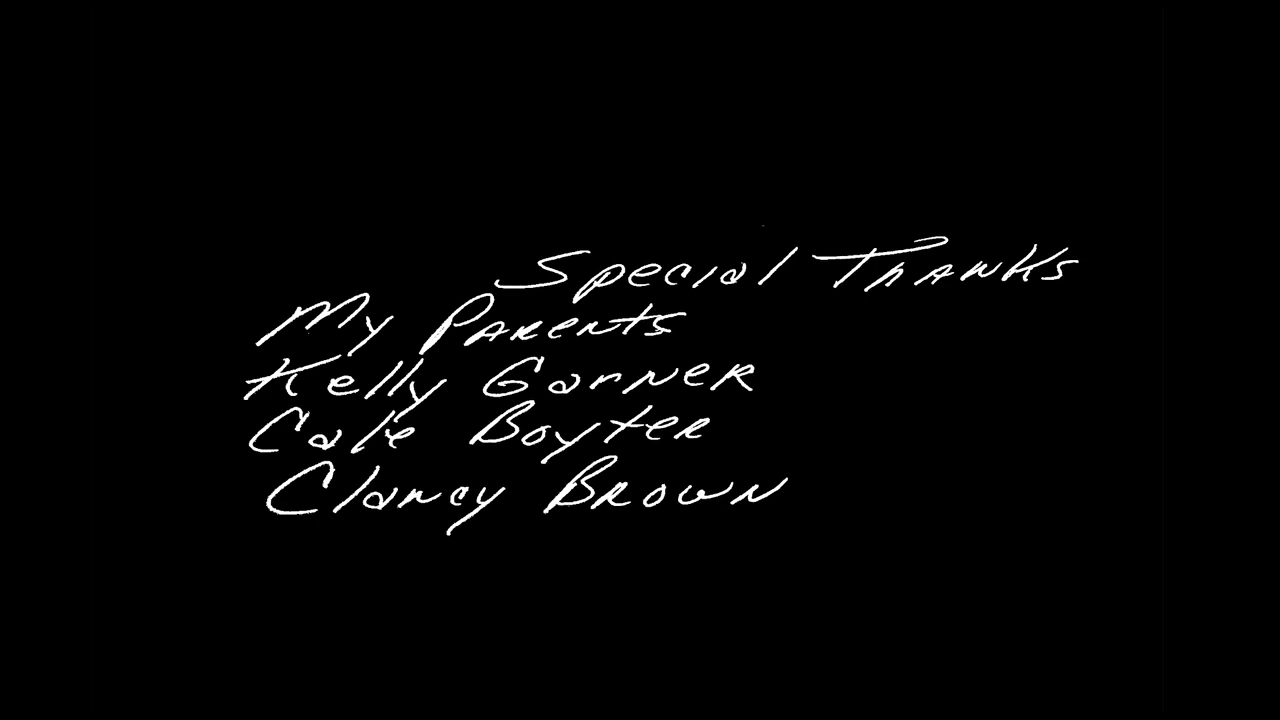 Special Thanks
My Parents
Kelly Garner
Cale Boyter
Clancy Brown